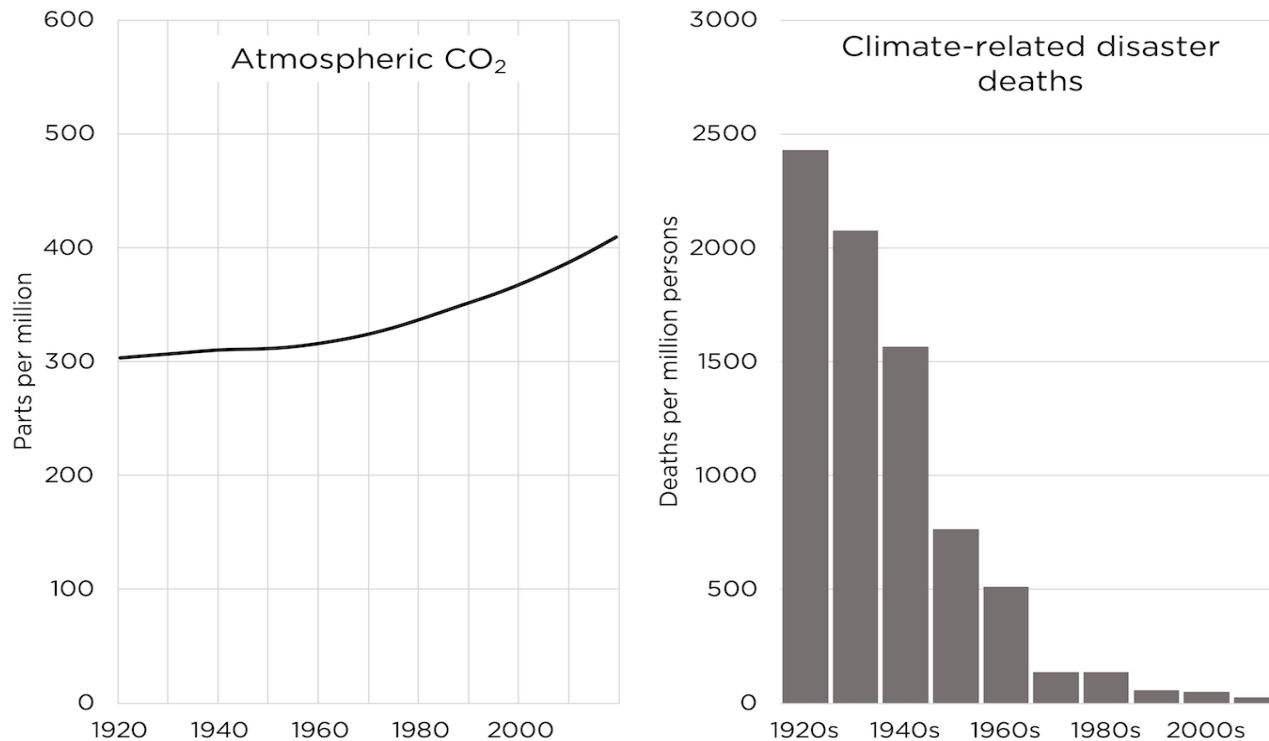 Atmospheric CO₂
Parts per million
600
500
400
300
200
100
0
1920 1940 1960 1980 2000
Climate-related disaster
deaths
Deaths per million persons
3000
2500
2000
1500
1000
500
0
1920s 1940s 1960s 1980s 2000s